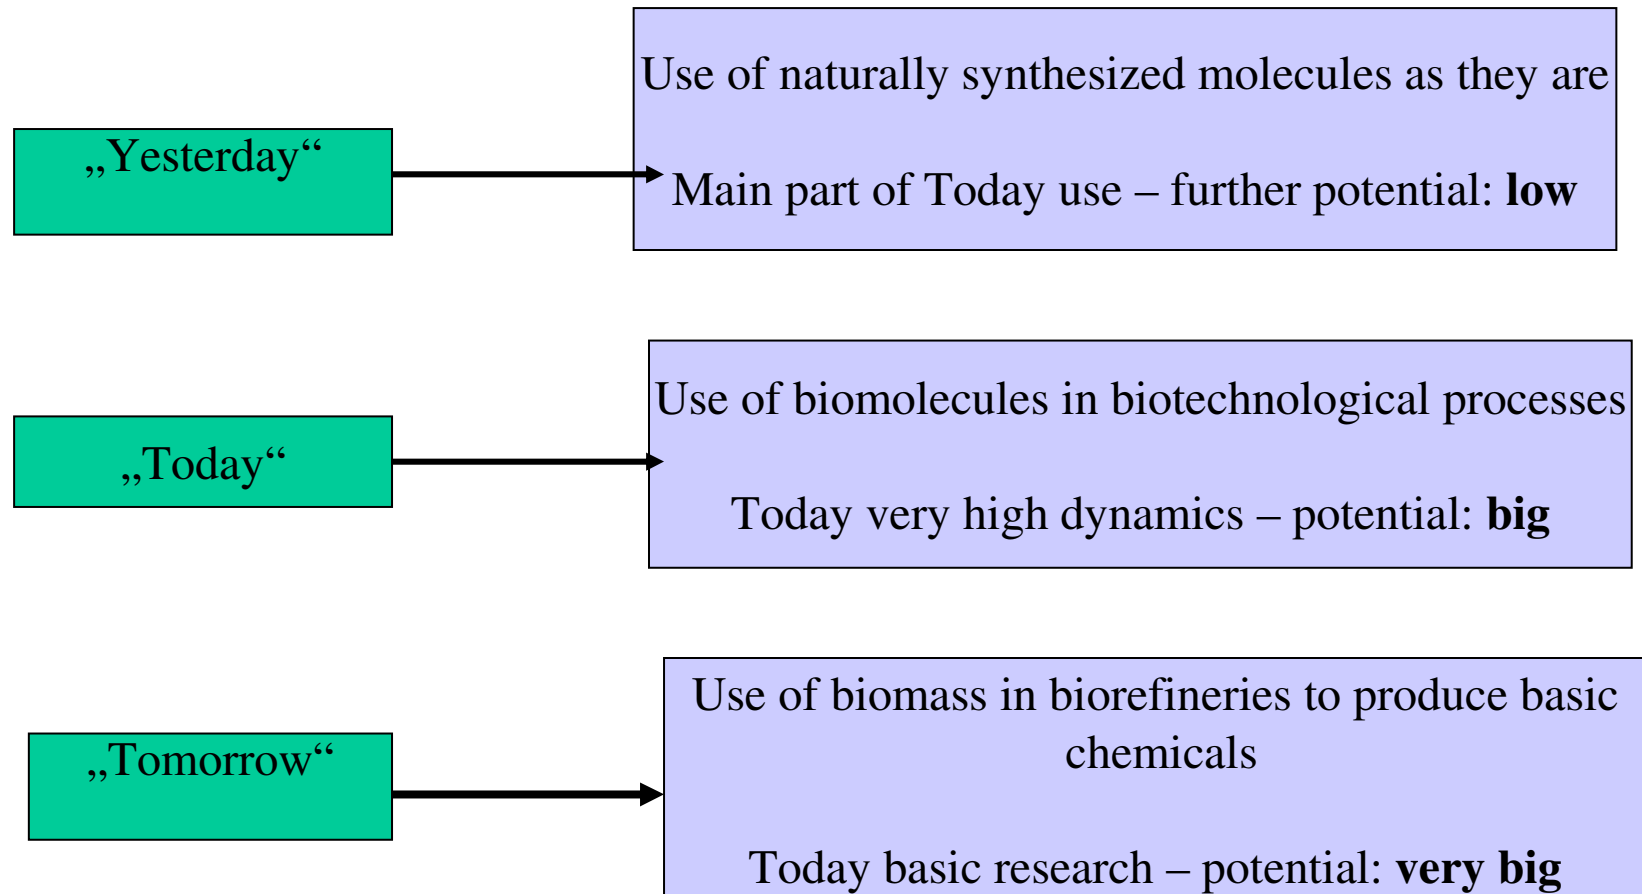 „Yesterday“
Use of naturally synthesized molecules as they are
Main part of Today use – further potential: low
„Today“
Use of biomolecules in biotechnological processes
Today very high dynamics – potential: big
„Tomorrow“
Use of biomass in biorefineries to produce basic
chemicals
Today basic research – potential: very big